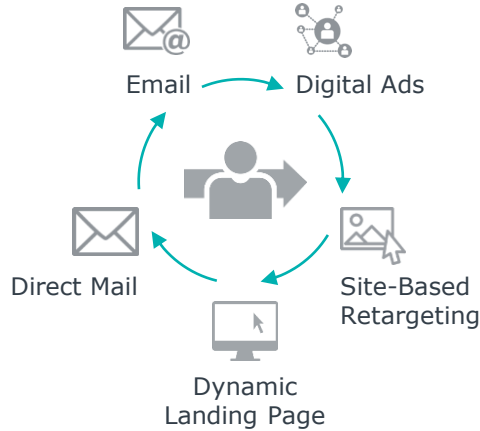 Email
Digital Ads
Direct Mail
Site-Based
Retargeting
Dynamic
Landing Page